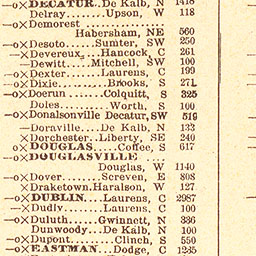 —o×DECATUR..De Kalb, N 1418
Delray......Upson, W 118
—o×Demorest
Habersham, NE 560
—o×Desoto....Sumter, SW 250
—×Devereux...Hancock, C 261
—Dewitt....Mitchell, SW 100
—o×Dexter....Laurens, C 199
—o×Dixie.......Brooks, S 271
—o×Doerun...Colquitt, S 325
Doles........Worth, S 100
—o×Donalsonville Decatur, SW 519
—Doraville....De Kalb, N 133
×Dorchester..Liberty, SE 240
—o×DOUGLAS.....Coffee, S 617
—o×DOUGLASVILLE
Douglas, W 1140
—o×Dover......Screven, E 808
×Draketown.Haralson, W 127
—o×DUBLIN....Laurens, C 2987
—×Dudly.....Laurens, C 100
—o×Duluth....Gwinnett, N 336
Dunwoody...De Kalb, N 100
—o×Dupont......Clinch, S 550
—o×EASTMAN....Dodge, C 1235